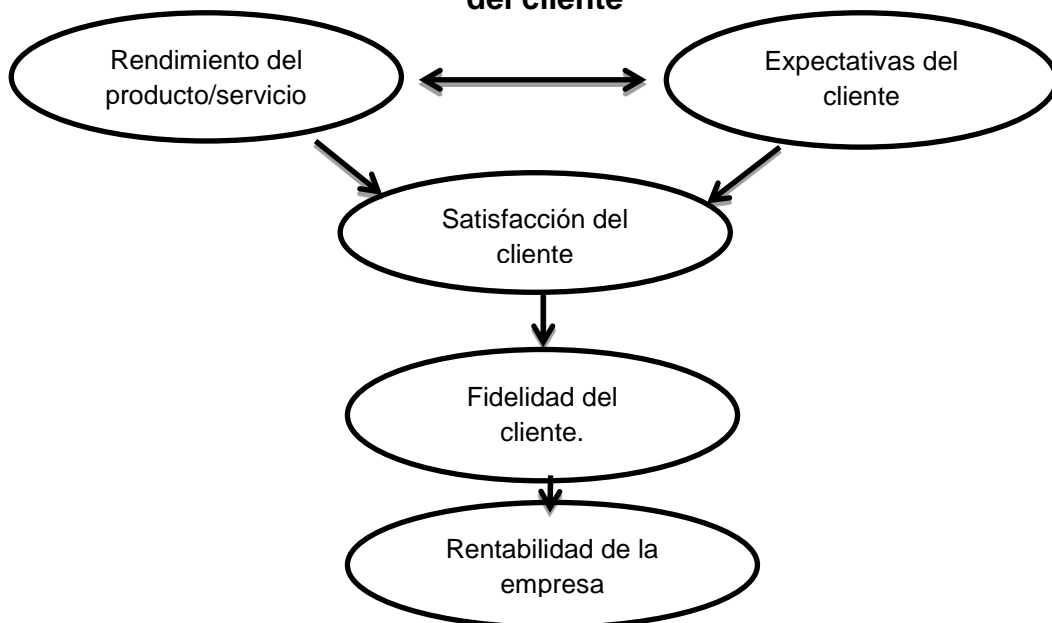 del cliente
Rendimiento del
producto/servicio
Expectativas del
cliente
Satisfacción del
cliente
Fidelidad del
cliente.
Rentabilidad de la
empresa